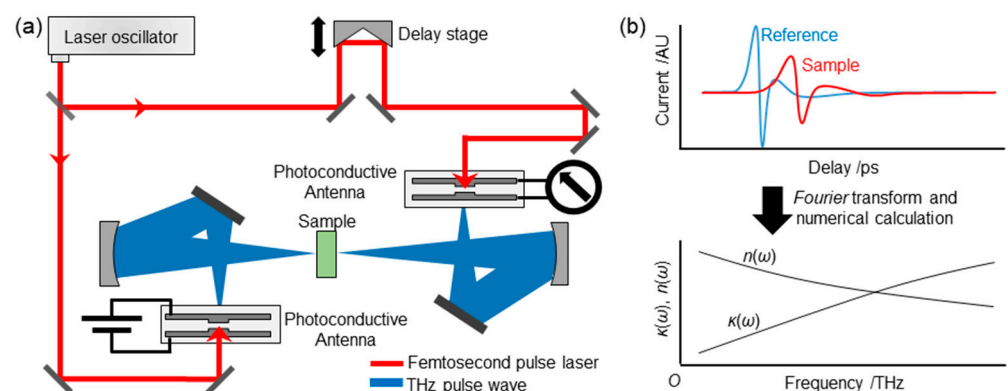 (a)
Laser oscillator
Delay stage
Photoconductive
Antenna
Sample
Photoconductive
Antenna
Femtosecond pulse laser
THz pulse wave
(b)
Reference
Sample
Current /AU
Delay /ps
Fourier transform and
numerical calculation
n(ω)
κ(ω)
κ(ω), n(ω)
O
Frequency /THz